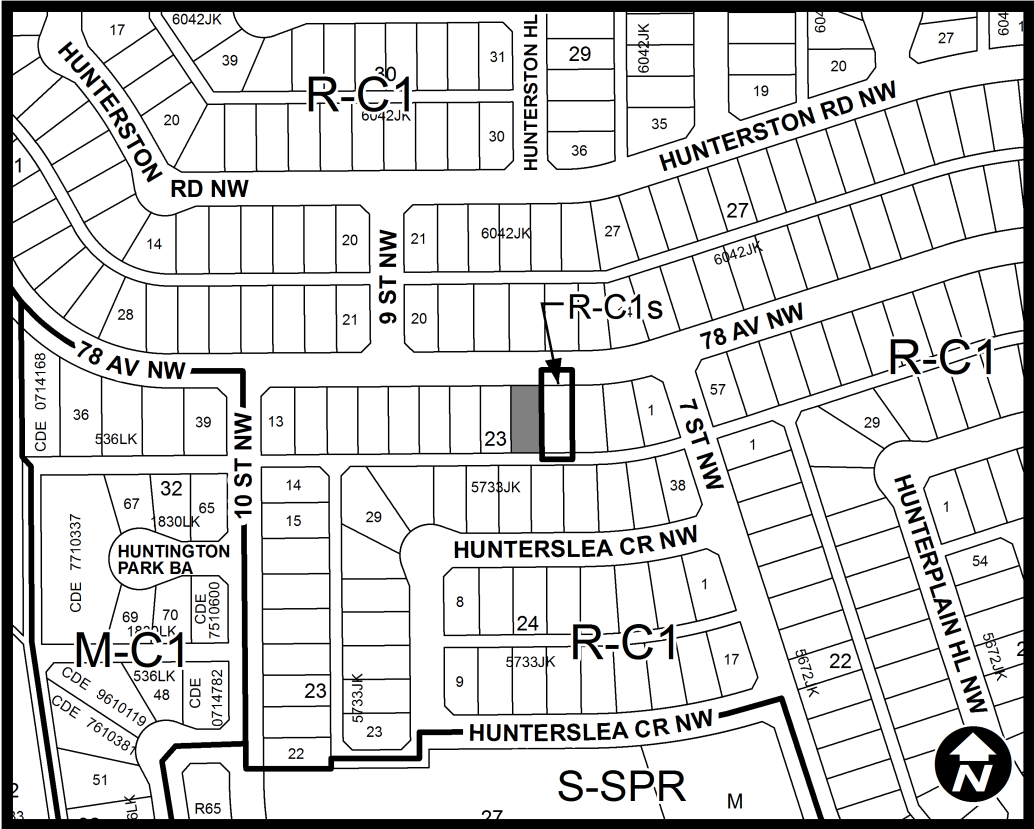 17
6042JK
39
30
R-C1
6042JK
31
30
20
HUNTERSTON HL
29
6042JK
35
36
19
20
27
HUNTERSTON
RD NW
HUNTERSTON RD NW
1
14
20
21
6042JK
27
27
6042JK
9 ST NW
28
21
20
R-C1s
78 AV NW
R-C1
78 AV NW
CDE 0714168
36
536LK
39
10 ST NW
13
23
1
7 ST NW
57
1
29
67
32
65
1830LK
14
15
29
5733JK
38
HUNTERSLEA CR NW
HUNTINGTON
PARK BA
CDE 7710337
69
70
CDE
7510600
M-C1
536LK
48
CDE
0714782
CDE 9610119
CDE 7610381
51
R65
23
22
5733JK
23
8
24
1
R-C1
5733JK
9
17
HUNTERSLEA CR NW
S-SPR
M
27
5672JK
22
HUNTERPLAIN HL NW
1
54
5672JK
N